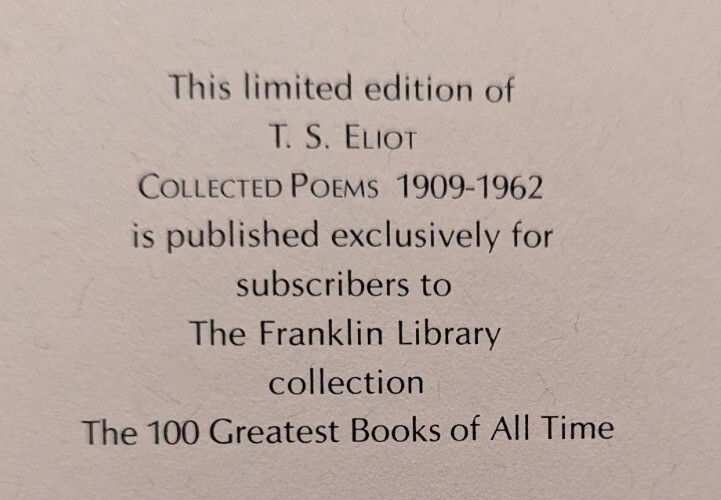 This limited edition of
T. S. ELIOT
COLLECTED POEMS 1909-1962
is published exclusively for
subscribers to
The Franklin Library
collection
The 100 Greatest Books of All Time